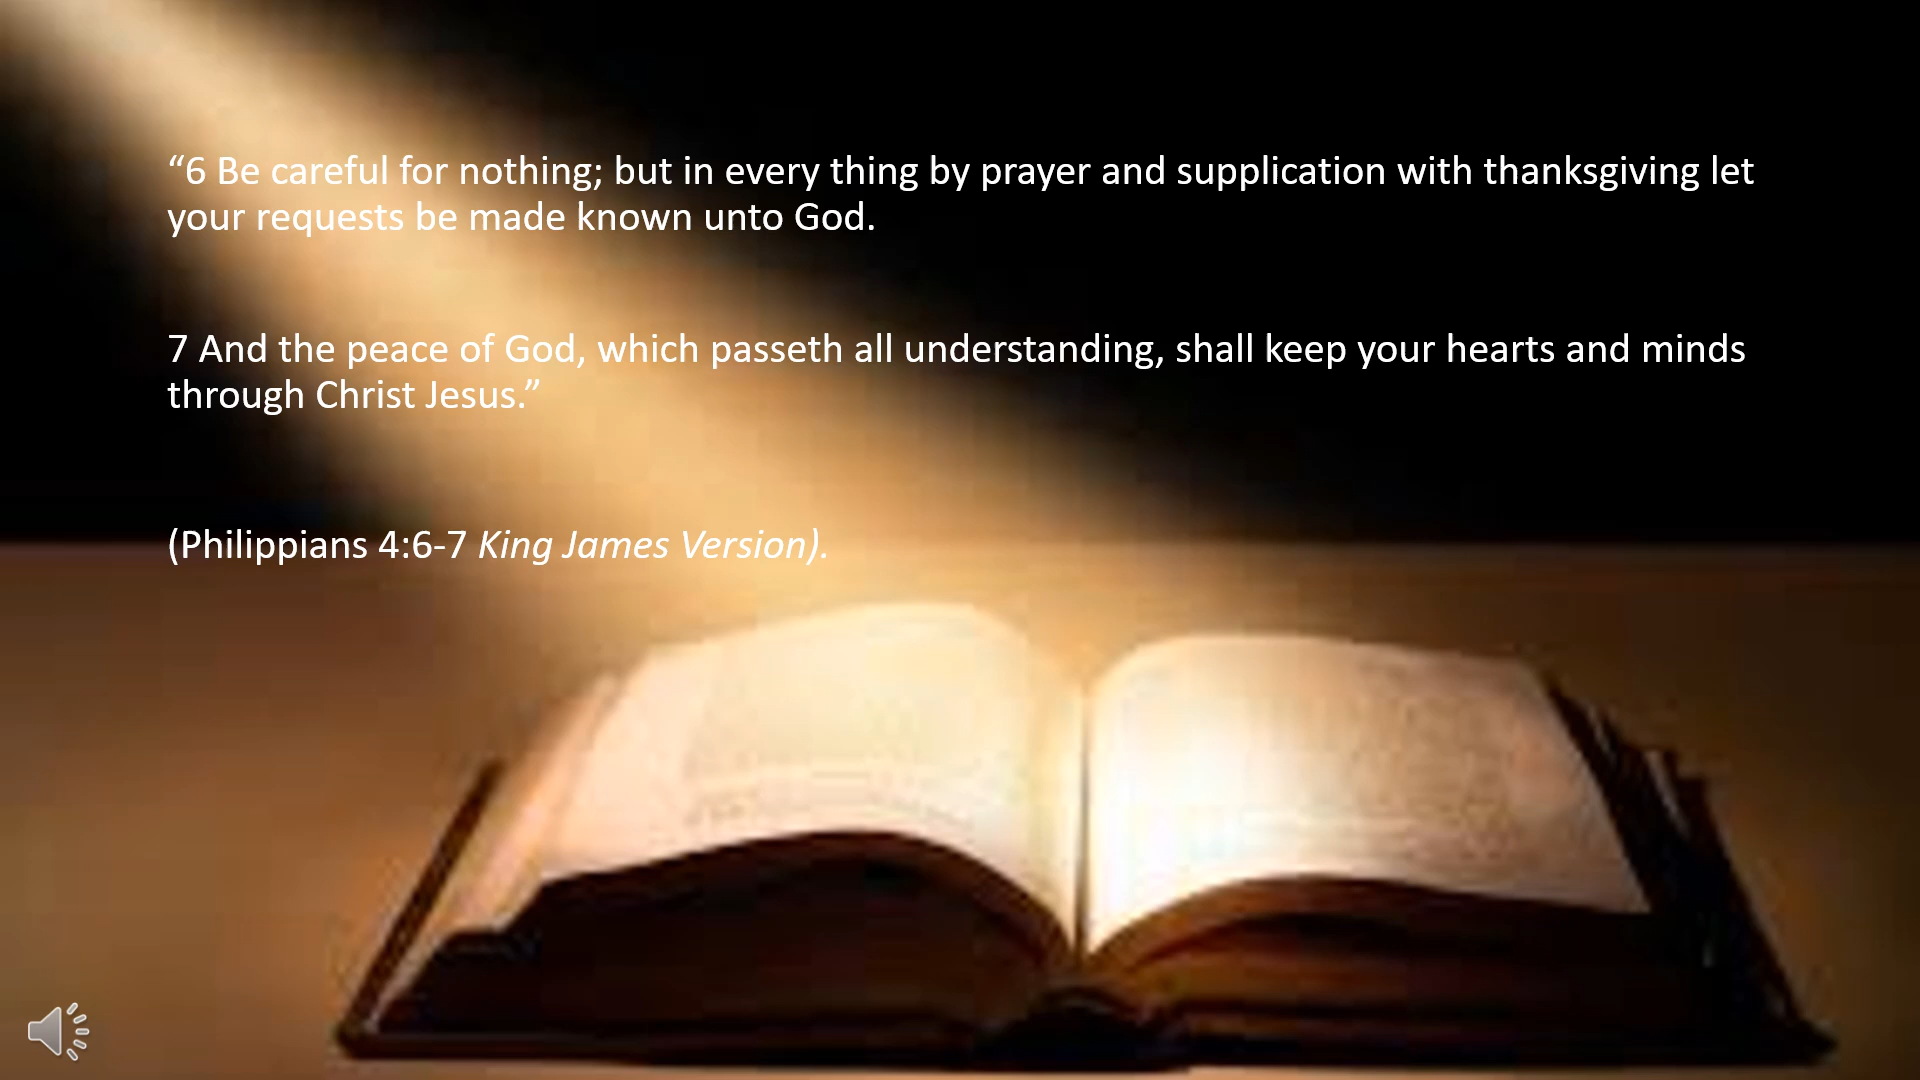 “6 Be careful for nothing; but in every thing by prayer and supplication with thanksgiving let
your requests be made known unto God.
7 And the peace of God, which passeth all understanding, shall keep your hearts and minds
through Christ Jesus.”
(Philippians 4:6-7 King James Version).